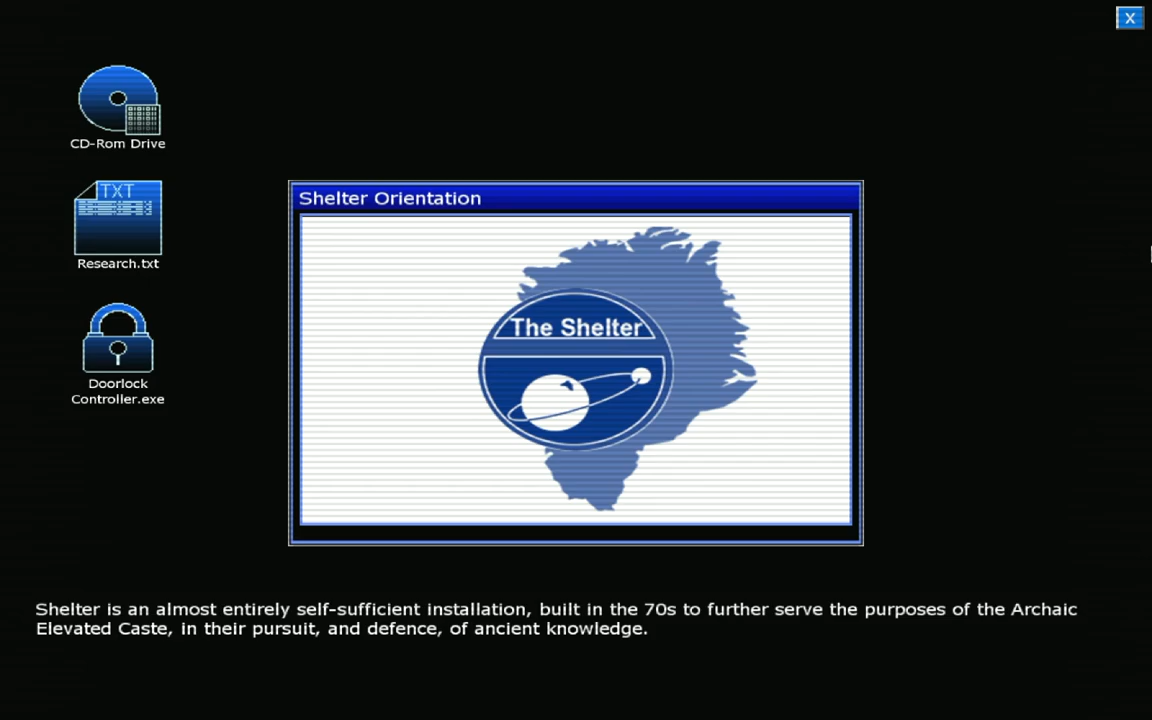 X
CD-Rom Drive
TXT
Research.txt
Doorlock
Controller.exe
Shelter Orientation
The Shelter
Shelter is an almost entirely self-sufficient installation, built in the 70s to further serve the purposes of the Archaic
Elevated Caste, in their pursuit, and defence, of ancient knowledge.